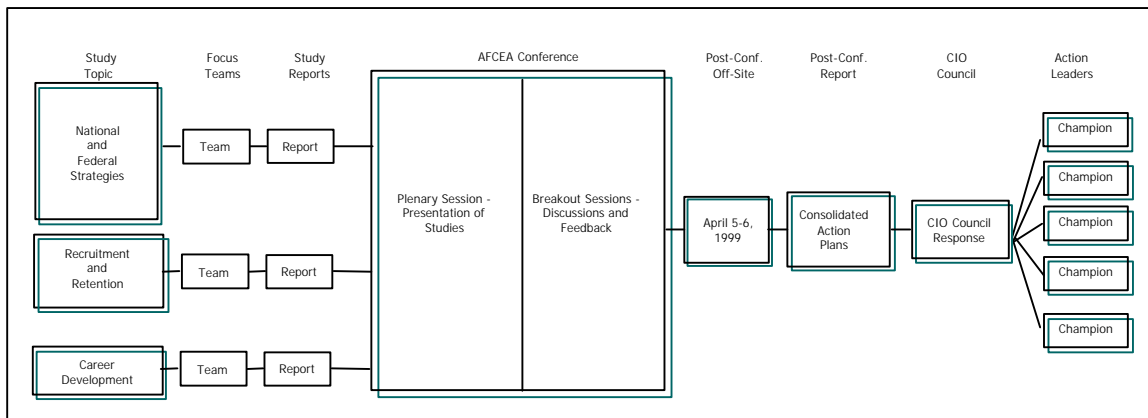 Study
Topic
Focus
Teams
Study
Reports
AFCEA Conference
Post-Conf.
Off-Site
Post-Conf.
Report
CIO
Council
Action
Leaders
National
and
Federal
Strategies
Team
Report
Recruitment
and
Retention
Team
Report
Career
Development
Team
Report
Plenary Session -
Presentation of
Studies
Breakout Sessions -
Discussions and
Feedback
April 5-6,
1999
Consolidated
Action
Plans
CIO Council
Response
Champion
Champion
Champion
Champion
Champion